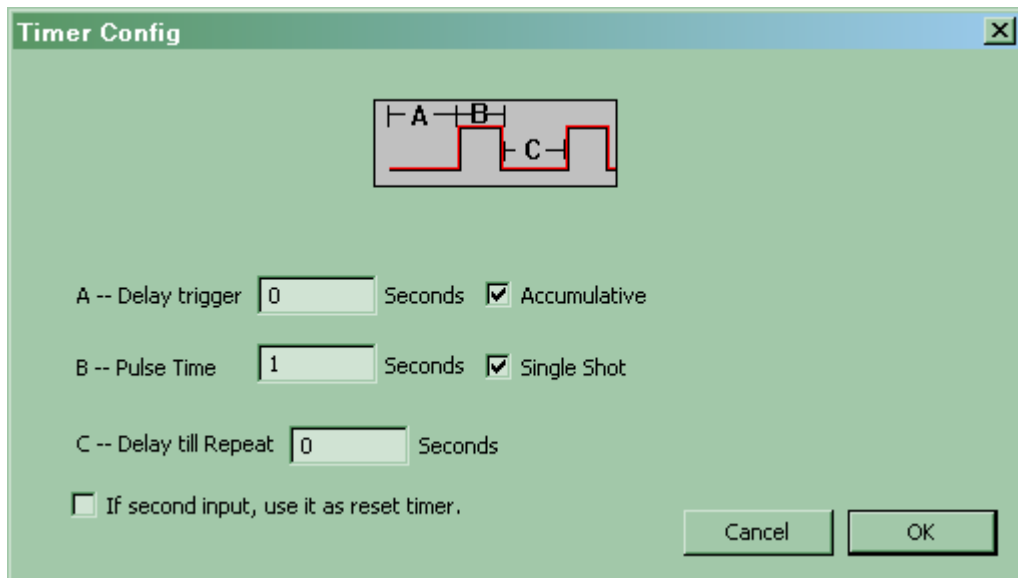 Timer Config
A B
C
A -- Delay trigger 0 Seconds Accumulative
B -- Pulse Time 1 Seconds Single Shot
C -- Delay till Repeat 0 Seconds
If second input, use it as reset timer.
Cancel OK